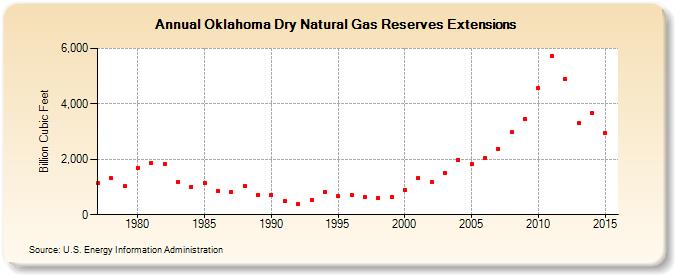 Annual Oklahoma Dry Natural Gas Reserves Extensions
Billion Cubic Feet
6,000
4,000
2,000
0
1980 1985 1990 1995 2000 2005 2010 2015
Source: U.S. Energy Information Administration